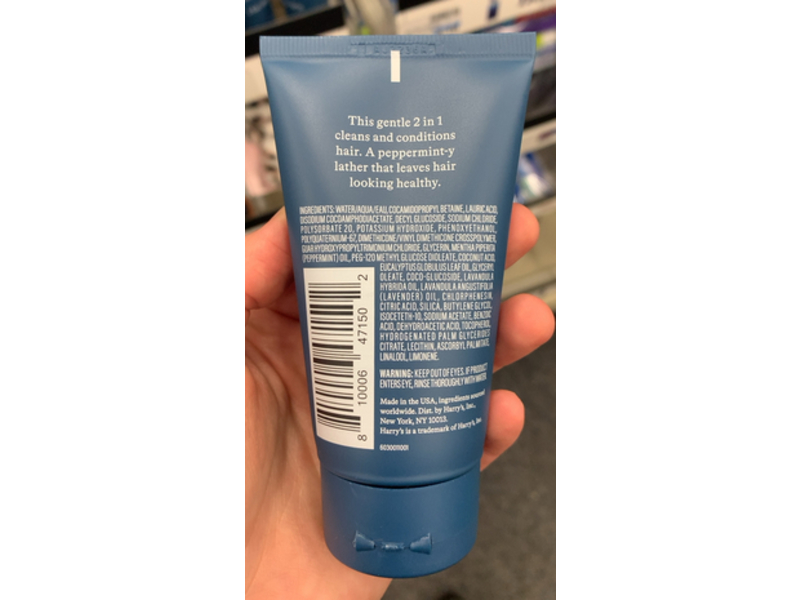 This gentle 2 in 1
cleans and conditions
hair. A peppermint-y
lather that leaves hair
looking healthy.
INGREDIENTS: WATER/AQUA/EAU, COCAMIDOPROPYL BETAINE, LAURIC ACID,
DISODIUM COCOAMPHODIACETATE, DECYL GLUCOSIDE, SODIUM CHLORIDE,
POLYSORBATE 20, POTASSIUM HYDROXIDE, PHENOXYETHANOL,
POLYQUATERNIUM-67, DIMETHICONE/VINYL DIMETHICONE CROSSPOLYMER,
GUAR HYDROXYPROPYLTRIMONIUM CHLORIDE, GLYCERIN, MENTHA PIPERITA
(PEPPERMINT) OIL, PEG-120 METHYL GLUCOSE DIOLEATE, COCONUT ACID,
EUCALYPTUS GLOBULUS LEAF OIL, GLYCERYL
OLEATE, COCO-GLUCOSIDE, LAVANDULA
HYBRIDA OIL, LAVANDULA ANGUSTIFOLIA
(LAVENDER) OIL, CHLORPHENESIN,
CITRIC ACID, SILICA, BUTYLENE GLYCOL,
ISOCETETH-10, SODIUM ACETATE, BENZOIC
ACID, DEHYDROACETIC ACID, TOCOPHEROL,
HYDROGENATED PALM GLYCERIDES
CITRATE, LECITHIN, ASCORBYL PALMITATE,
LINALOOL, LIMONENE.
WARNING: KEEP OUT OF EYES. IF PRODUCT
ENTERS EYE, RINSE THOROUGHLY WITH WATER.
Made in the USA, ingredients sourced
worldwide. Dist. by Harry's, Inc.,
New York, NY 10013.
Harry's is a trademark of Harry's, Inc
6030011001
8 10006 47150 2